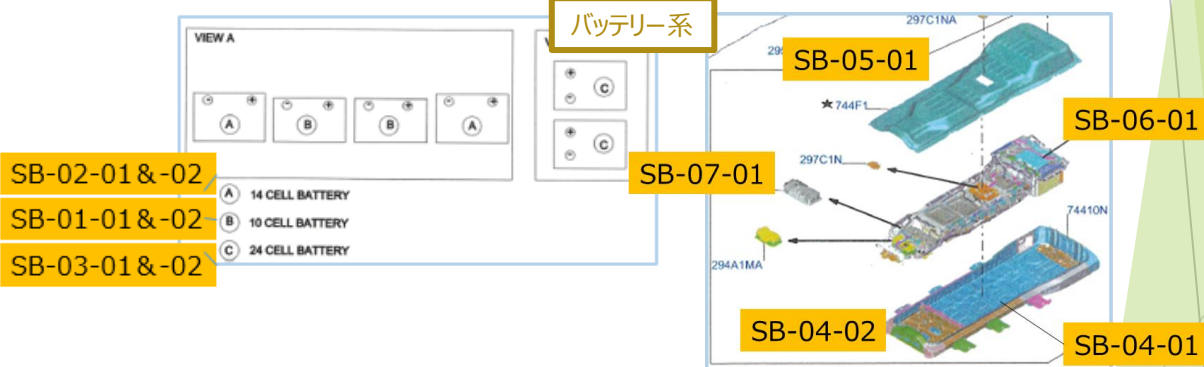 バッテリー系
VIEW A
V
- +
A
- +
B
- +
B
- +
A
+
-
C
+
-
C
SB-02-01&-02
A 14 CELL BATTERY
SB-01-01&-02
B 10 CELL BATTERY
SB-03-01&-02
C 24 CELL BATTERY
297C1NA
SB-05-01
★744F1
SB-06-01
297C1N
SB-07-01
74410N
294A1MA
SB-04-02
SB-04-01